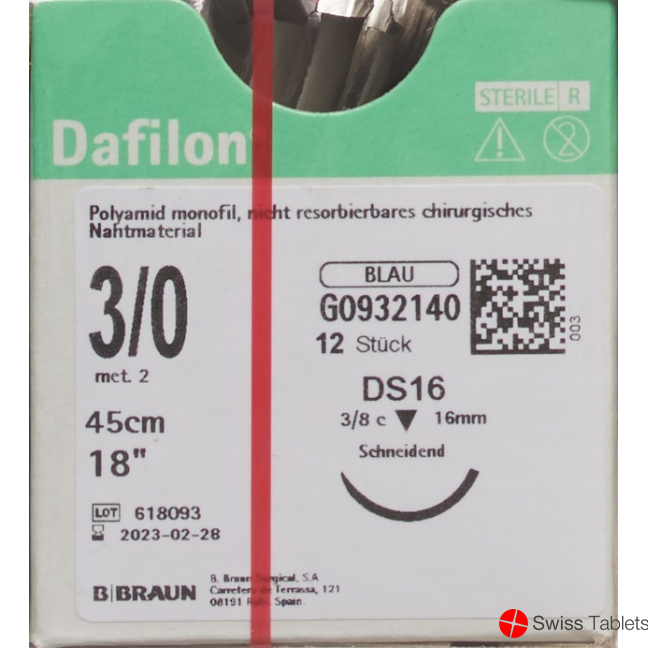 STERILE R
Dafilon®
Polyamid monofil, nicht resorbierbares chirurgisches
Nahtmaterial
3/0
met. 2
45cm
18"
BLAU
G0932140
12 Stück
003
DS16
3/8 c 16mm
Schneidend
LOT 618093
2023-02-28
B|BRAUN
B. Braun Surgical, S.A.
Carretera de Terrassa, 121
08191 Rubí. Spain.
Swiss Tablets